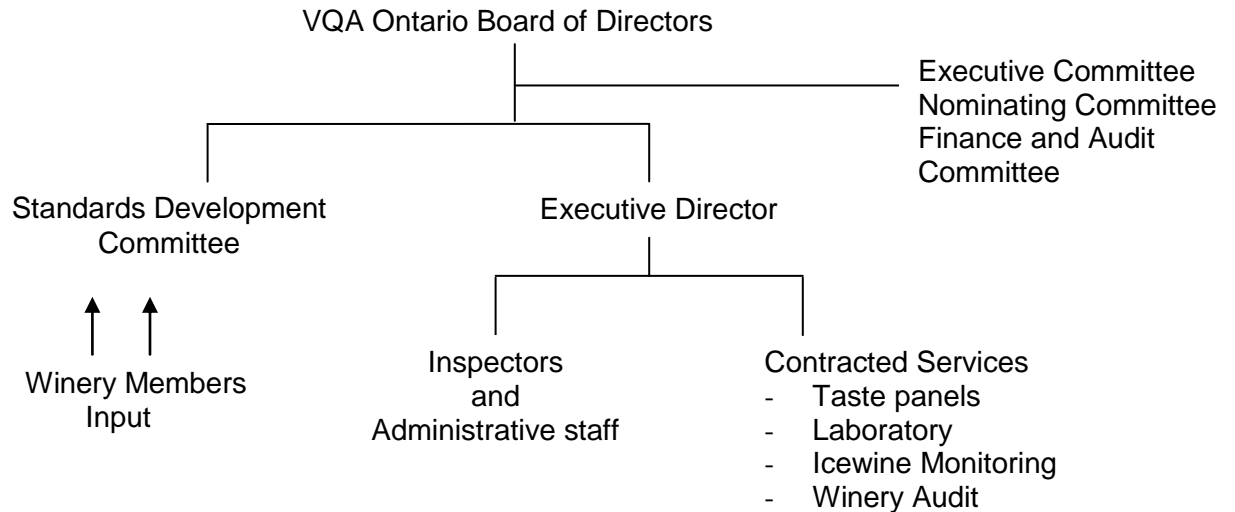 VQA Ontario Board of Directors
Executive Committee
Nominating Committee
Finance and Audit
Committee
Standards Development
Committee
Executive Director
Winery Members
Input
Inspectors
and
Administrative staff
Contracted Services
- Taste panels
- Laboratory
- Icewine Monitoring
- Winery Audit